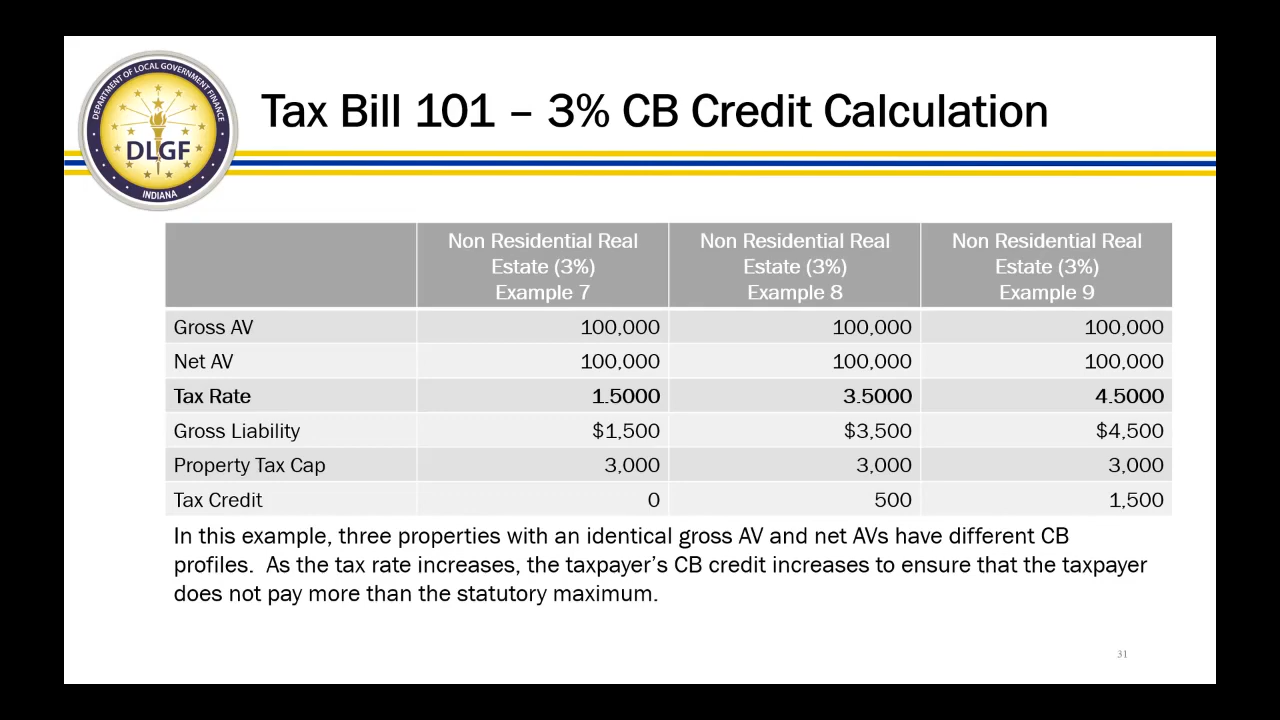 DEPARTMENT OF LOCAL GOVERNMENT FINANCE
DLGF
INDIANA
Tax Bill 101 – 3% CB Credit Calculation
Non Residential Real Estate (3%) Example 7
Non Residential Real Estate (3%) Example 8
Non Residential Real Estate (3%) Example 9
Gross AV 100,000 100,000 100,000
Net AV 100,000 100,000 100,000
Tax Rate 1.5000 3.5000 4.5000
Gross Liability $1,500 $3,500 $4,500
Property Tax Cap 3,000 3,000 3,000
Tax Credit 0 500 1,500
In this example, three properties with an identical gross AV and net AVs have different CB
profiles. As the tax rate increases, the taxpayer’s CB credit increases to ensure that the taxpayer
does not pay more than the statutory maximum.
31